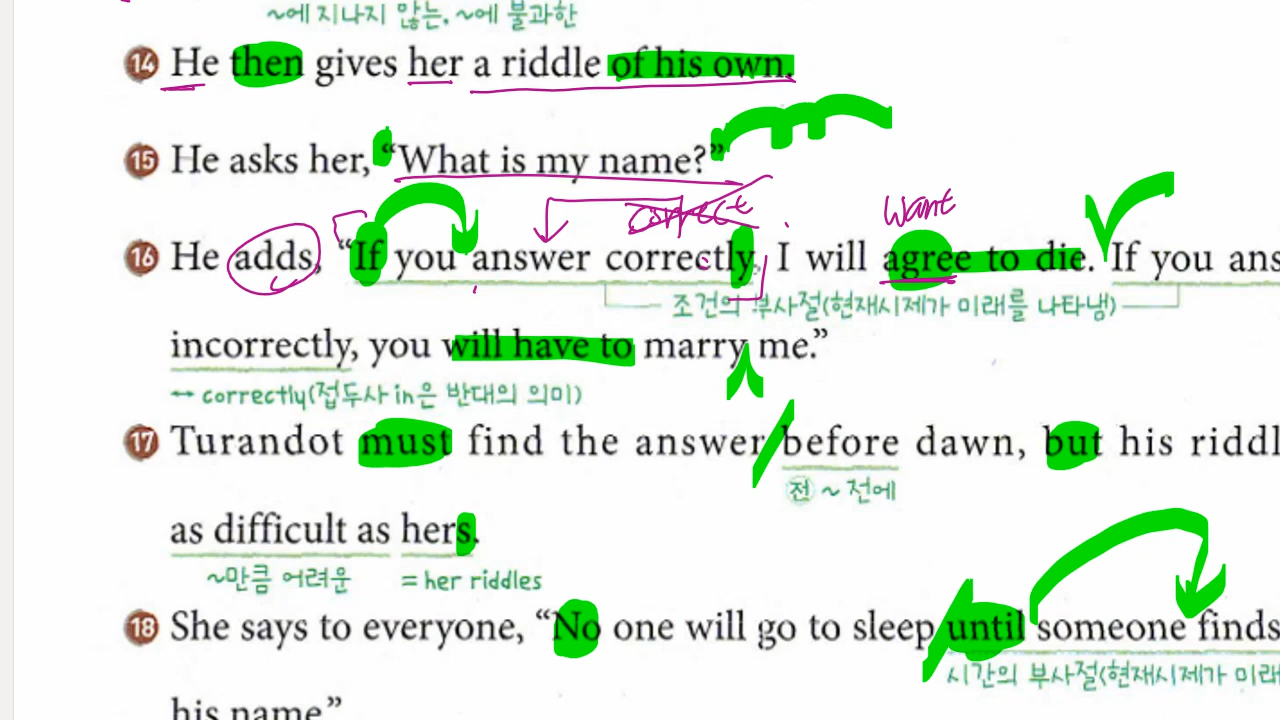 ~에 지나지 않는, ~에 불과한
14 He then gives her a riddle of his own.
15 He asks her, “What is my name?”
correct want
16 He adds, “If you answer correctly, I will agree to die. If you ans
조건의 부사절(현재시제가 미래를 나타냄)
incorrectly, you will have to marry me.”
↔ correctly(접두사 in은 반대의 의미)
17 Turandot must find the answer before dawn, but his riddl
전 ~ 전에
as difficult as hers.
~만큼 어려운 = her riddles
18 She says to everyone, “No one will go to sleep until someone finds
시간의 부사절(현재시제가 미래
his name”